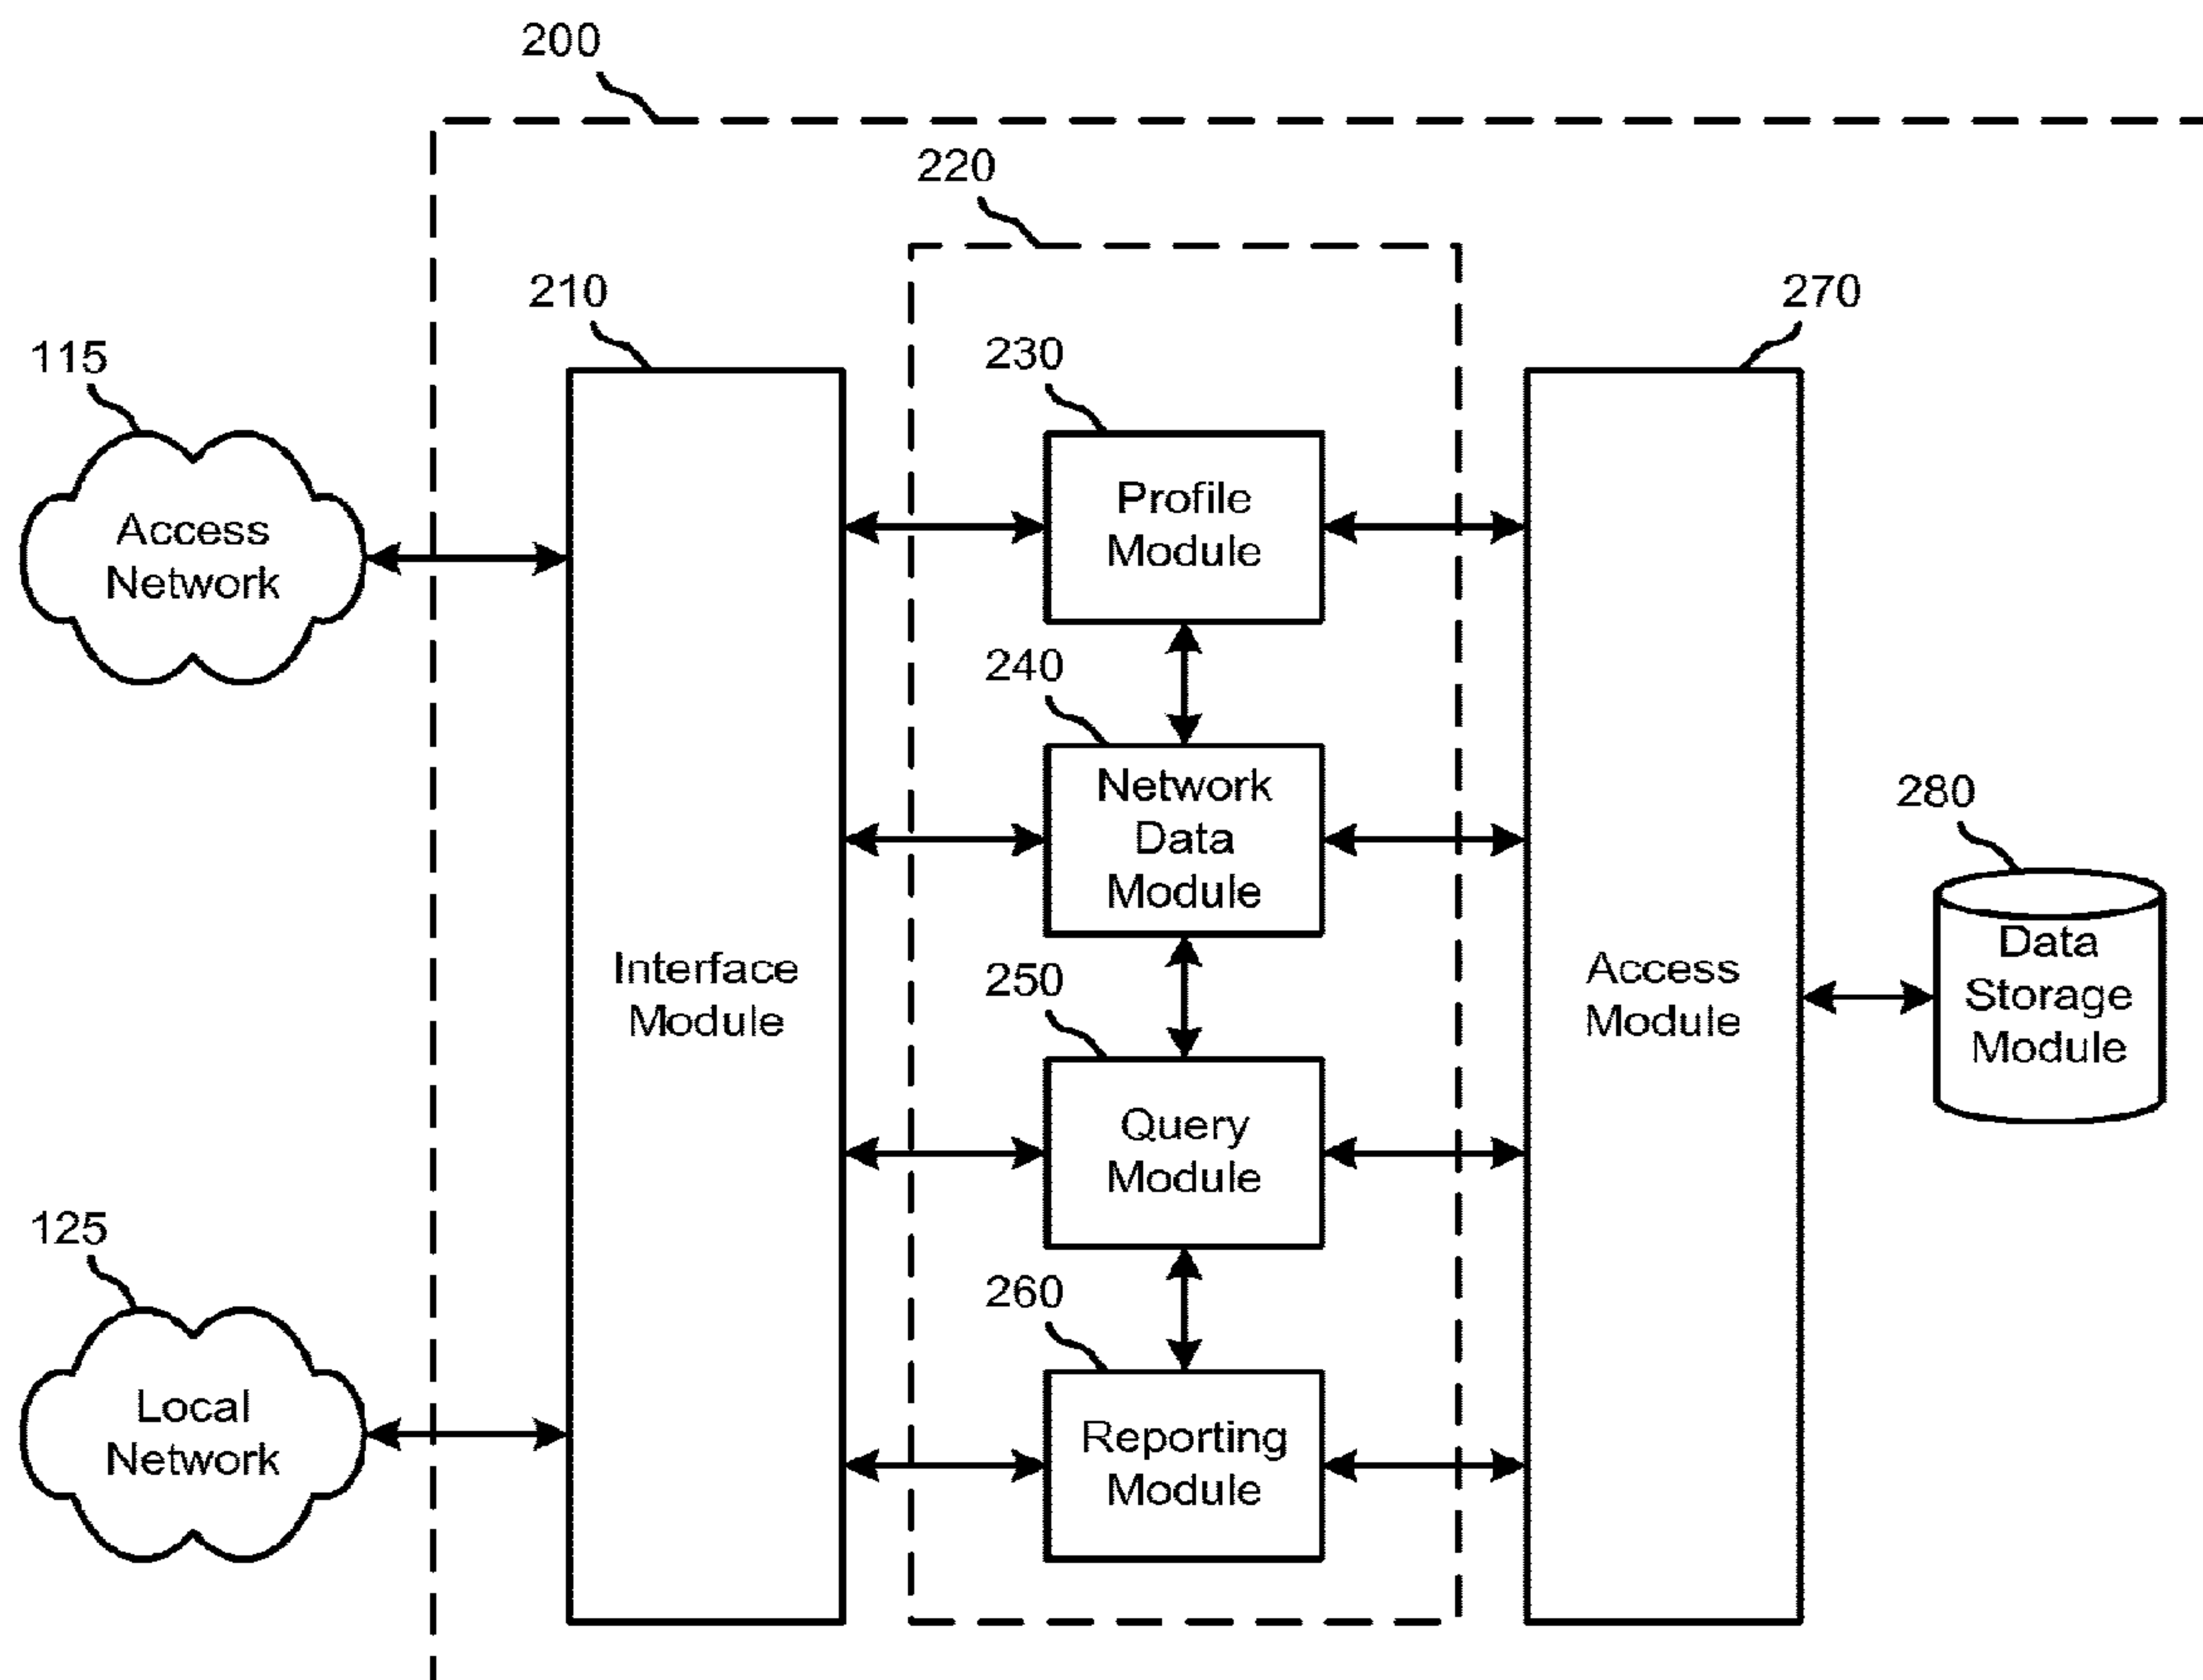 200
220
210
270
115
230
Access
Network
Profile
Module
240
Network
Data
Module
280
Interface
Module
Access
Module
Data
Storage
Module
250
Query
Module
125
260
Local
Network
Reporting
Module